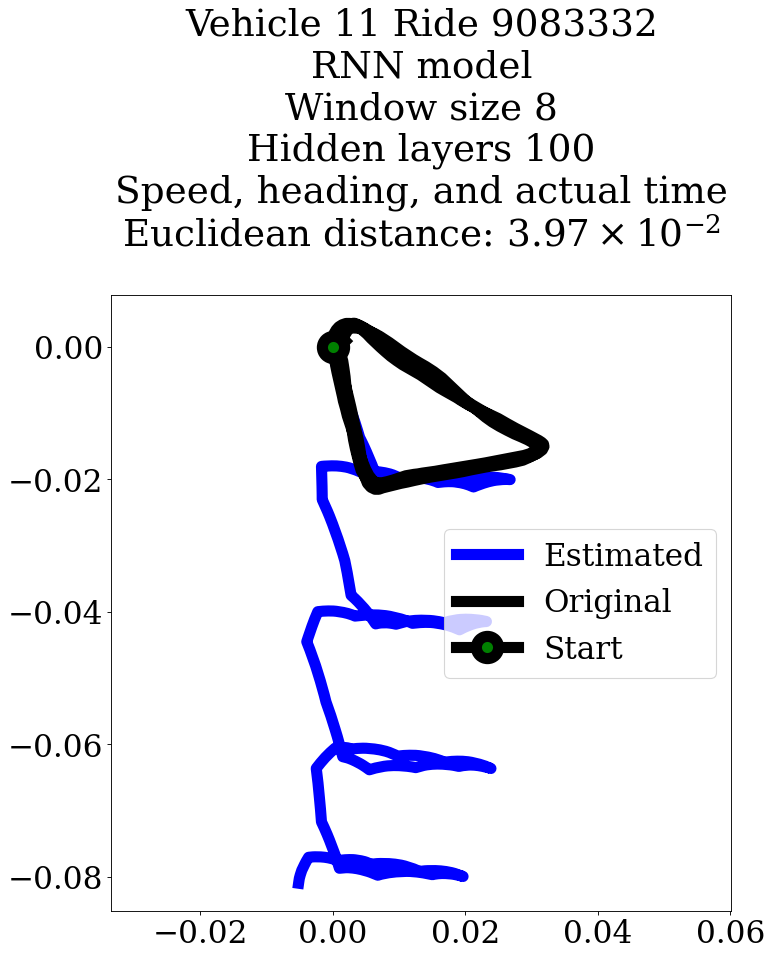 Vehicle 11 Ride 9083332
RNN model
Window size 8
Hidden layers 100
Speed, heading, and actual time
Euclidean distance: 3.97 × 10⁻²
0.00
−0.02
−0.04
−0.06
−0.08
Estimated
Original
Start
−0.02 0.00 0.02 0.04 0.06